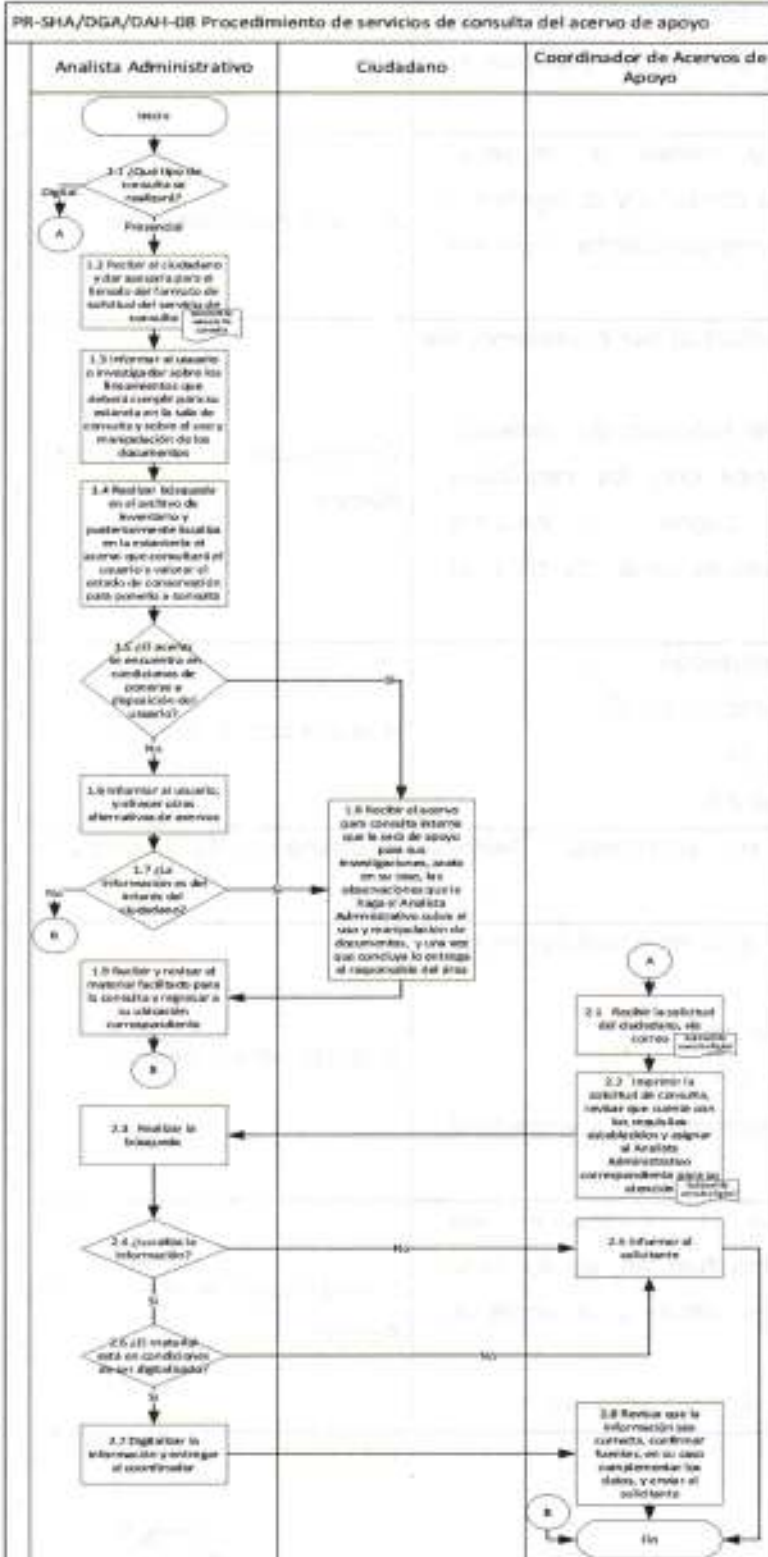 PR-SHA/DGA/DAH-08 Procedimiento de servicios de consulta del acervo de apoyo
Analista Administrativo
Ciudadano
Coordinador de Acervos de
Apoyo
Inicio
1.1 ¿Qué tipo de
consulta se
realizará?
Digital
A
Presencial
1.2 Recibir al ciudadano
y dar asesoría para el
llenado del formato de
solicitud del servicio de
consulta
1.3 Informar al usuario
o investigador sobre los
lineamientos que
deberá cumplir para su
estancia en la sala de
consulta y sobre el uso y
manipulación de los
documentos
1.4 Realizar búsqueda
en el archivo de
inventario y
posteriormente localiza
en la estantería el
acervo que consultará el
usuario y valorar el
estado de conservación
para ponerlo a consulta
1.5 ¿El acervo
se encuentra en
condiciones de
ponerse a
disposición del
usuario?
Si
No
1.6 Informar al usuario,
y ofrecer otras
alternativas de acervos
1.7 ¿La
información es del
interés del
ciudadano?
Si
No
B
1.8 Recibir el acervo
para consulta interna
que le será de apoyo
para sus
investigaciones, anota
en su caso, las
observaciones que le
haga el Analista
Administrativo sobre el
uso y manipulación de
documentos, y una vez
que concluya lo entrega
al responsable del área
1.9 Recibir y revisar el
material facilitado para
la consulta y regresar a
su ubicación
correspondiente
B
A
2.1 Recibir la solicitud
del ciudadano, vía
correo
2.2 Imprimir la
solicitud de consulta,
revisar que cuente con
los requisitos
establecidos y asignar
al Analista
Administrativo
correspondiente para su
atención
2.3 Realizar la
búsqueda
2.4 ¿Localiza la
información?
No
Si
2.5 Informar al
solicitante
2.6 ¿El material
está en condiciones
de ser digitalizado?
No
Si
2.7 Digitalizar la
información y entregar
al coordinador
2.8 Revisar que la
información sea
correcta, confirmar
fuentes, en su caso
complementar los
datos, y enviar al
solicitante
B
Fin